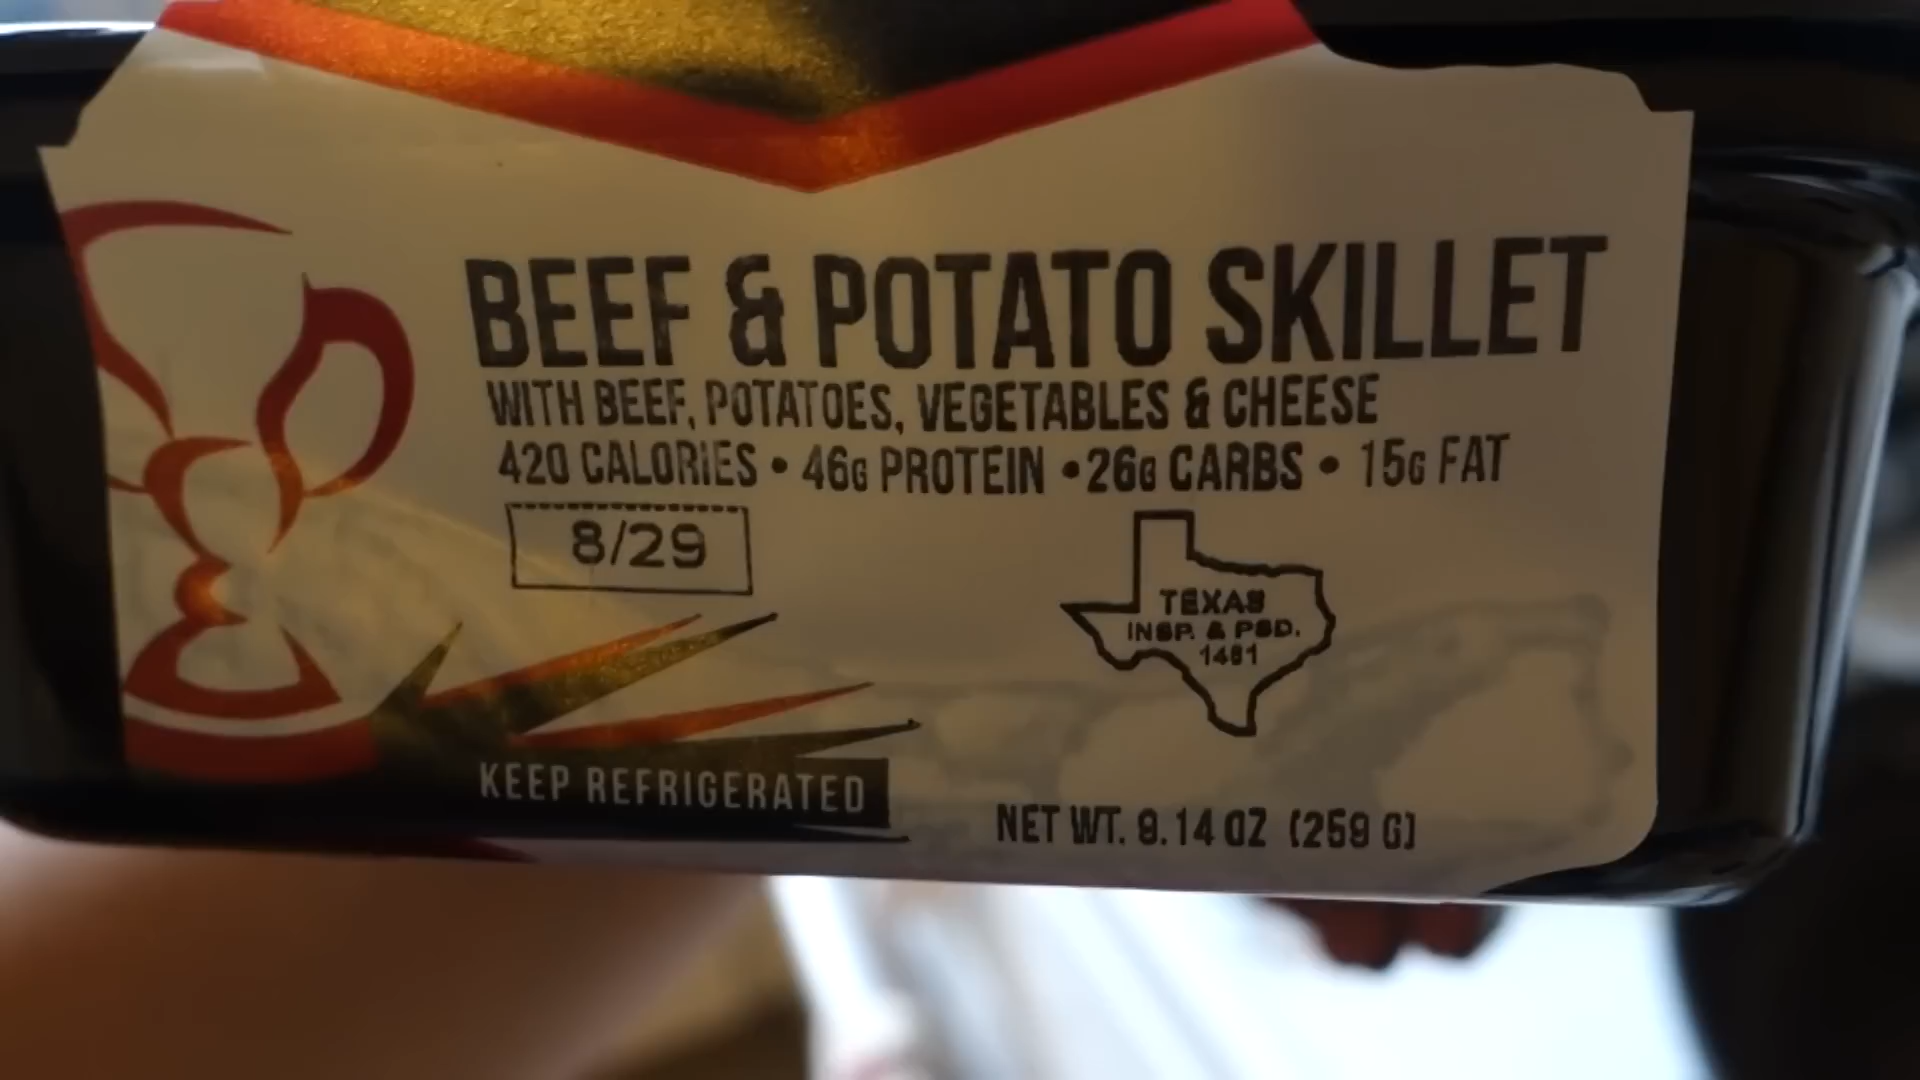 BEEF & POTATO SKILLET
WITH BEEF, POTATOES, VEGETABLES & CHEESE
420 CALORIES • 46G PROTEIN • 26G CARBS • 15G FAT
8/29
TEXAS
INSP. & PSD.
1481
KEEP REFRIGERATED
NET WT. 9.14 OZ (259 G)